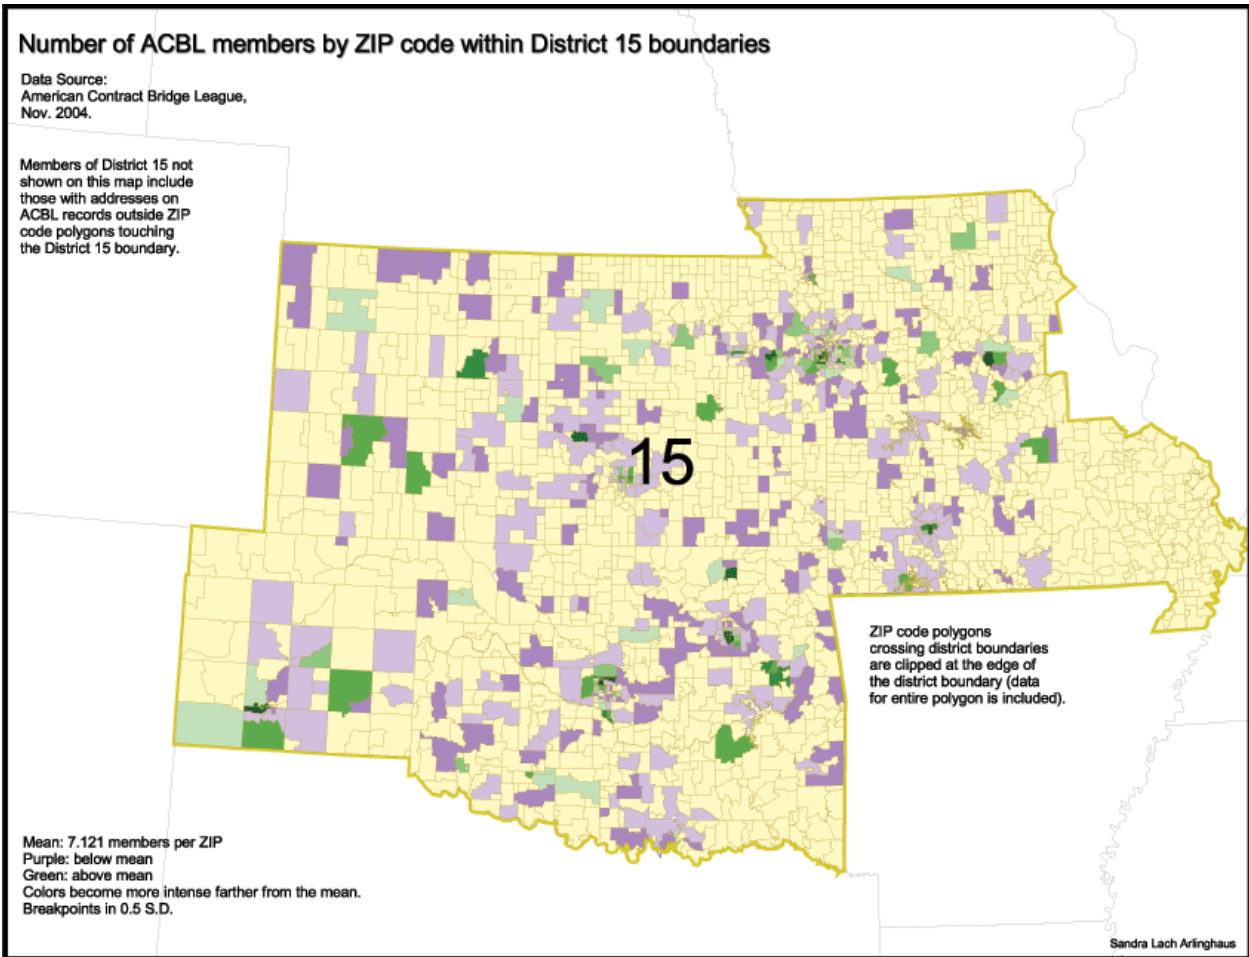 Number of ACBL members by ZIP code within District 15 boundaries
Data Source:
American Contract Bridge League,
Nov. 2004.
Members of District 15 not
shown on this map include
those with addresses on
ACBL records outside ZIP
code polygons touching
the District 15 boundary.
15
ZIP code polygons
crossing district boundaries
are clipped at the edge of
the district boundary (data
for entire polygon is included).
Mean: 7.121 members per ZIP
Purple: below mean
Green: above mean
Colors become more intense farther from the mean.
Breakpoints in 0.5 S.D.
Sandra Lach Arlinghaus